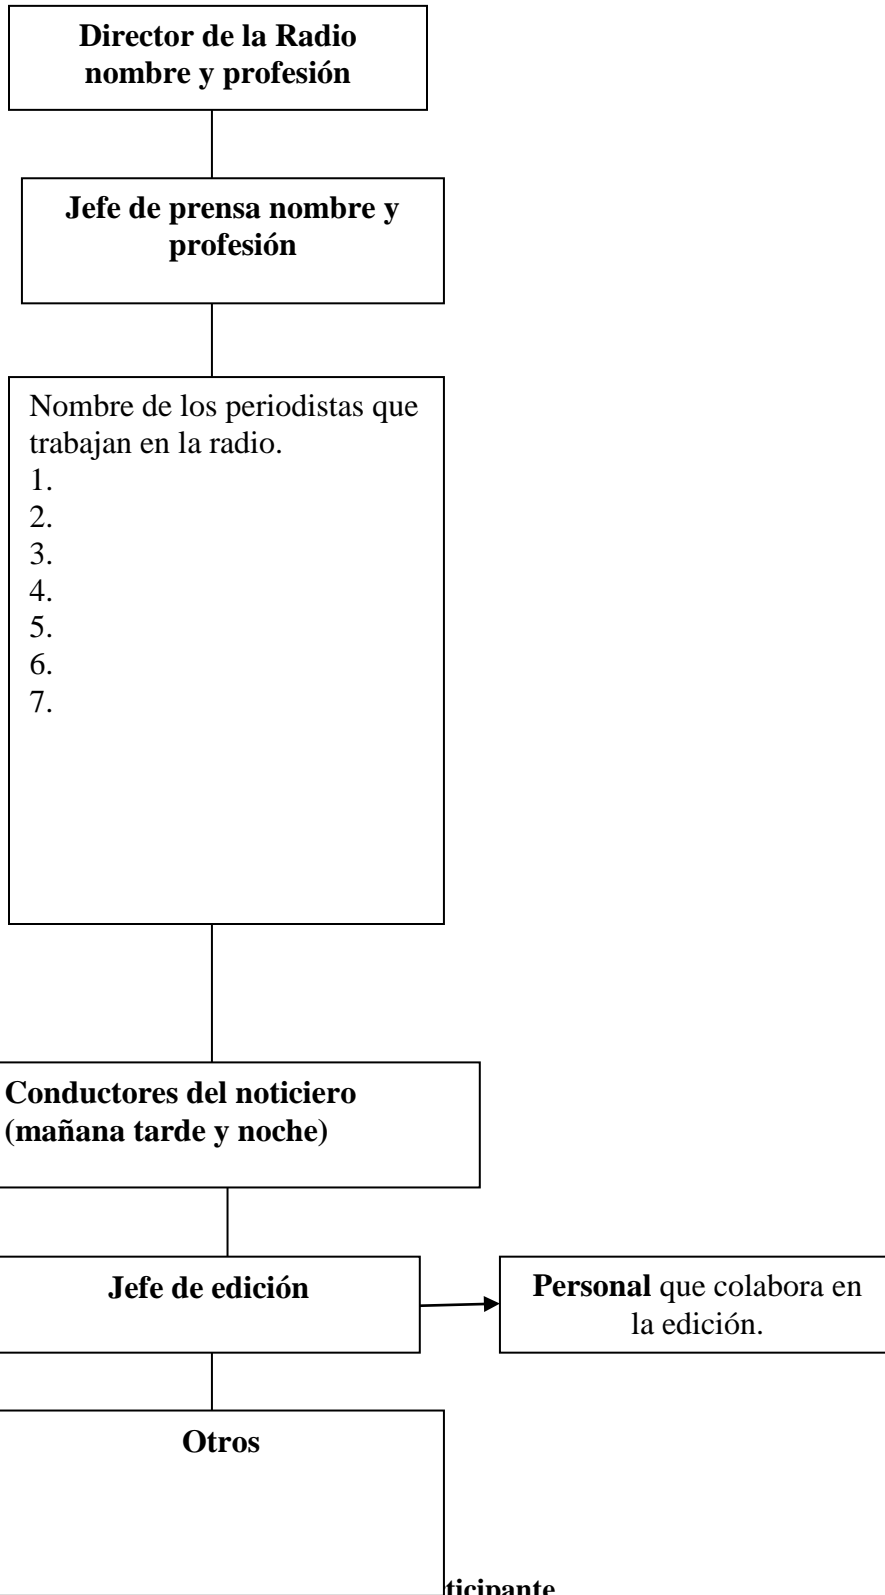 Director de la Radio
nombre y profesión
Jefe de prensa nombre y
profesión
Nombre de los periodistas que
trabajan en la radio.
1.
2.
3.
4.
5.
6.
7.
Conductores del noticiero
(mañana tarde y noche)
Jefe de edición
Personal que colabora en
la edición.
Otros
ticipante